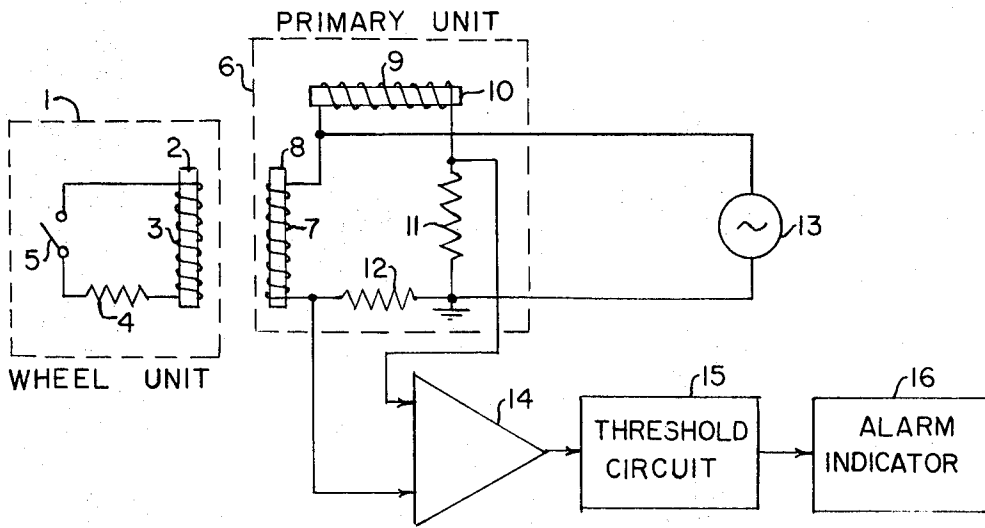 PRIMARY UNIT
6
9
10
1
2
8
3
7
5
4
11
12
13
WHEEL UNIT
14
15
16
THRESHOLD
CIRCUIT
ALARM
INDICATOR